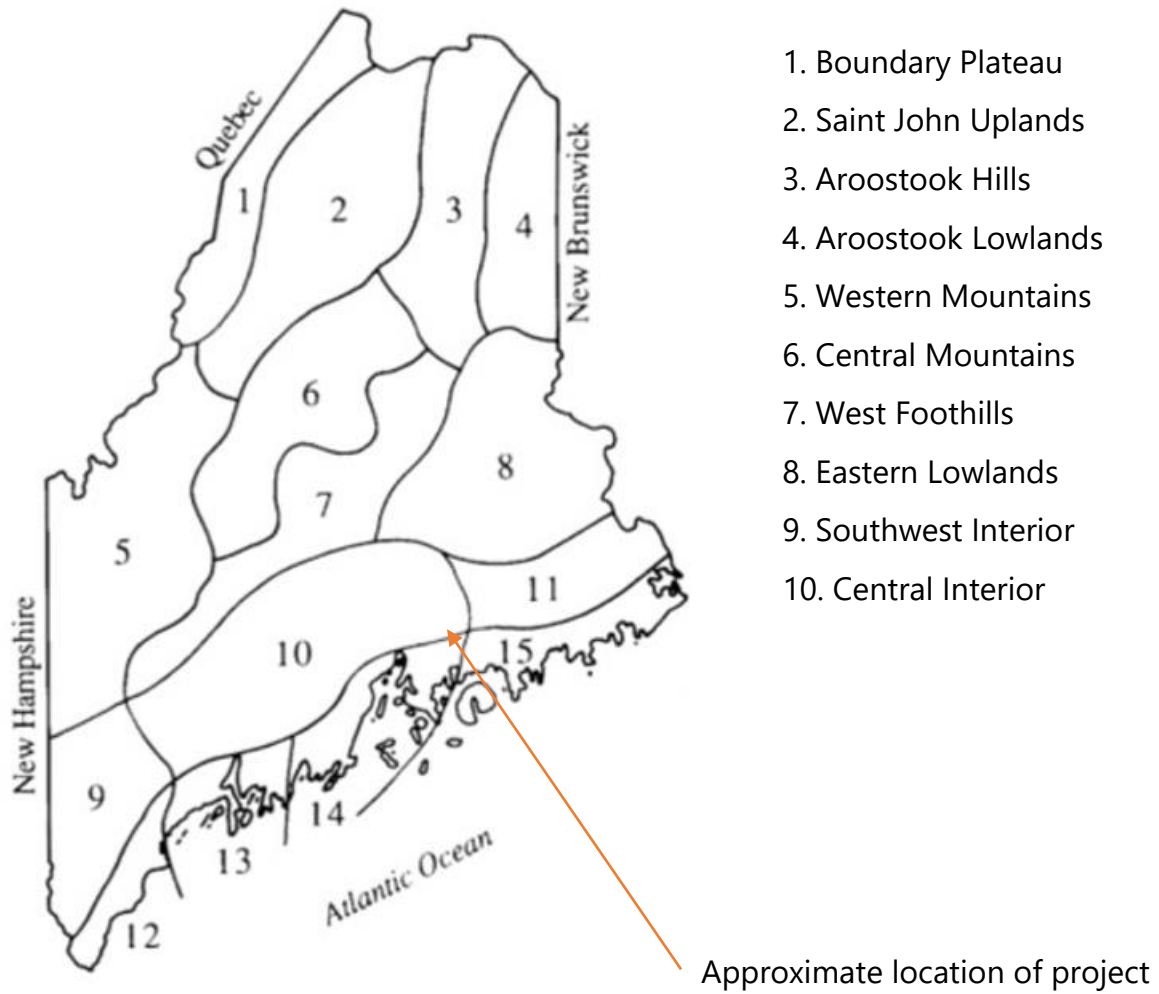 Quebec
New Brunswick
New Hampshire
Atlantic Ocean
1
2
3
4
5
6
7
8
9
10
11
12
13
14
15
1. Boundary Plateau
2. Saint John Uplands
3. Aroostook Hills
4. Aroostook Lowlands
5. Western Mountains
6. Central Mountains
7. West Foothills
8. Eastern Lowlands
9. Southwest Interior
10. Central Interior
Approximate location of project